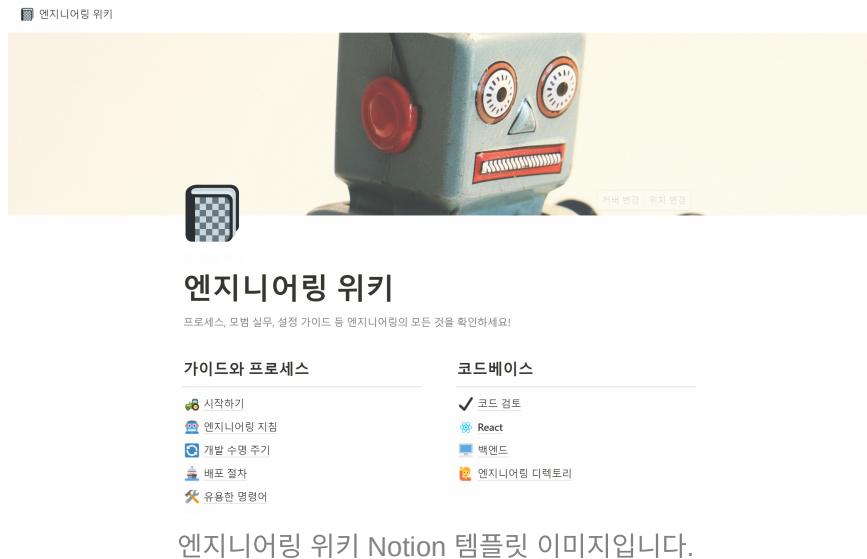 엔지니어링 위키
커버 변경 위치 변경
엔지니어링 위키
프로세스, 모범 실무, 설정 가이드 등 엔지니어링의 모든 것을 확인하세요!
가이드와 프로세스
시작하기
엔지니어링 지침
개발 수명 주기
배포 절차
유용한 명령어
코드베이스
코드 검토
React
백엔드
엔지니어링 디렉토리
엔지니어링 위키 Notion 템플릿 이미지입니다.